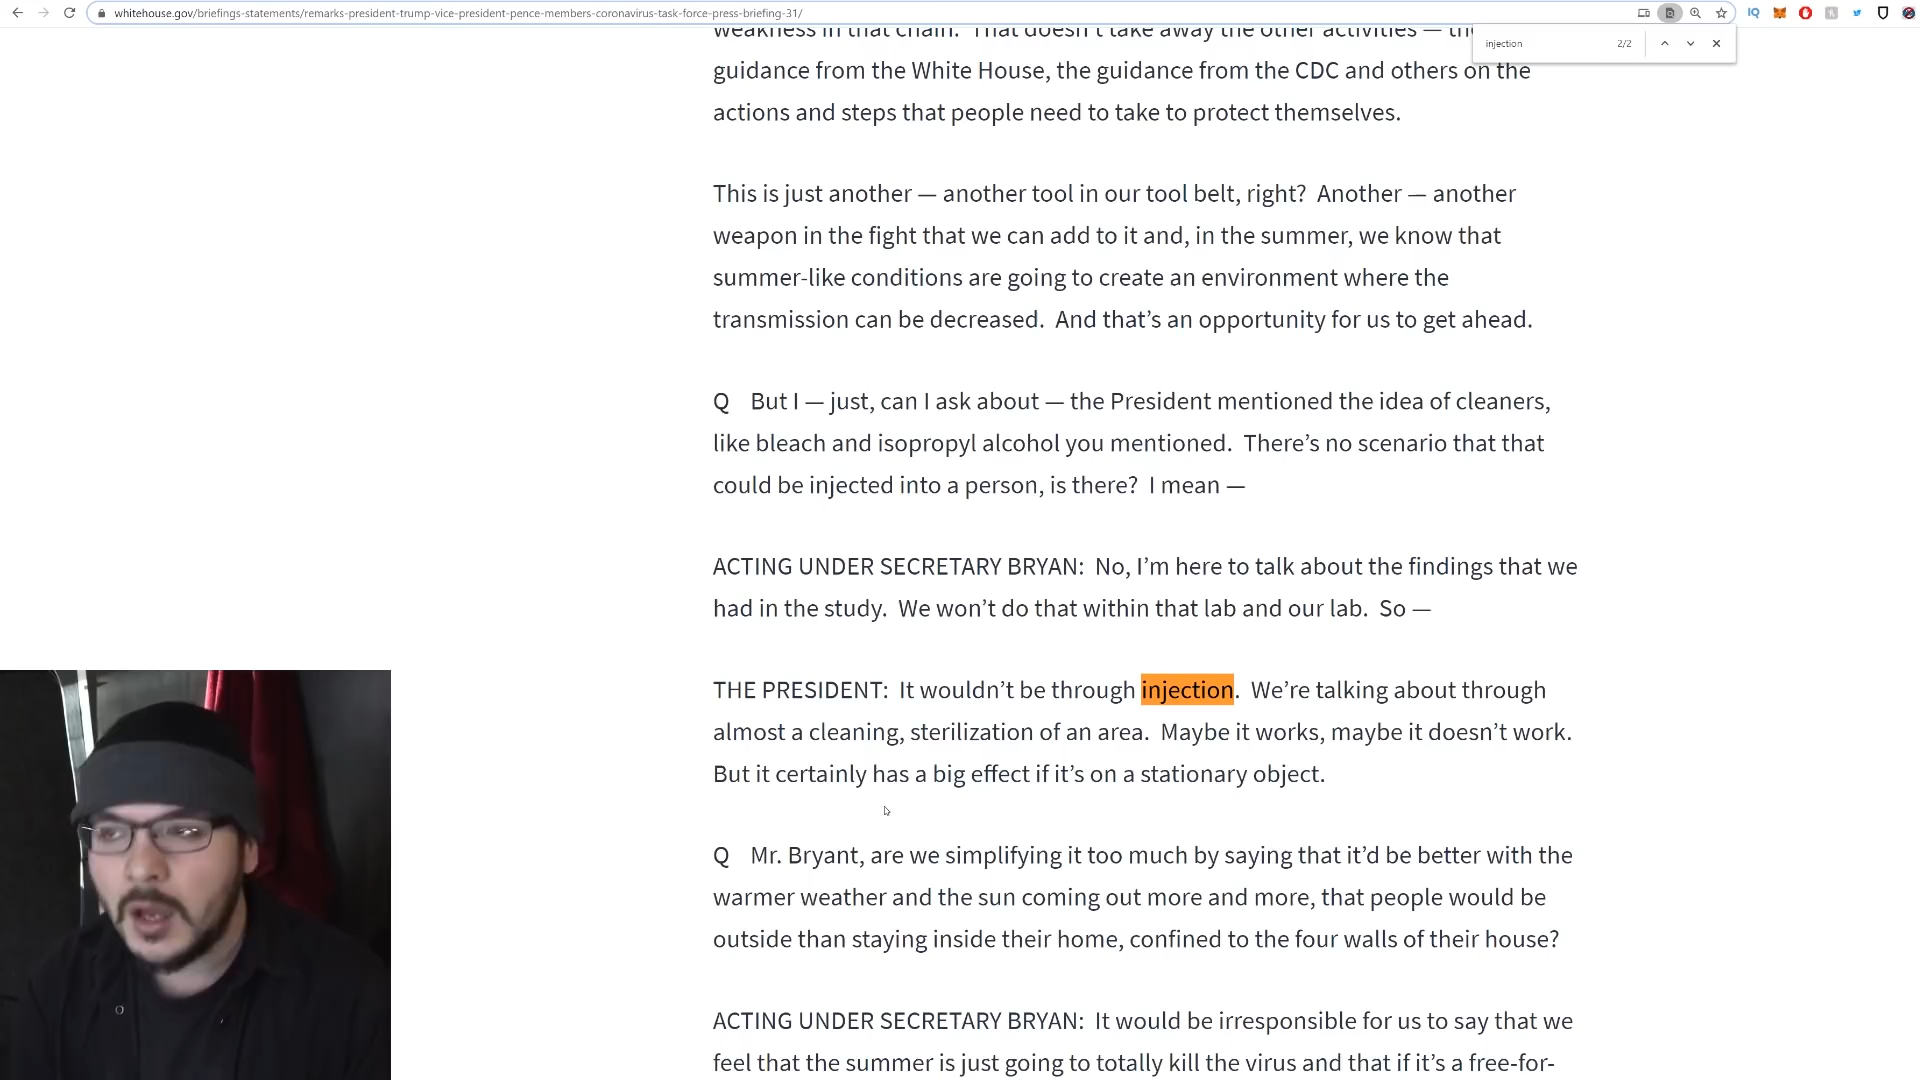 whitehouse.gov/briefings-statements/remarks-president-trump-vice-president-pence-members-coronavirus-task-force-press-briefing-31/
injection 2/2
weakness in that chain. That doesn't take away the other activities —
guidance from the White House, the guidance from the CDC and others on the
actions and steps that people need to take to protect themselves.
This is just another — another tool in our tool belt, right? Another — another
weapon in the fight that we can add to it and, in the summer, we know that
summer-like conditions are going to create an environment where the
transmission can be decreased. And that’s an opportunity for us to get ahead.
Q But I — just, can I ask about — the President mentioned the idea of cleaners,
like bleach and isopropyl alcohol you mentioned. There’s no scenario that that
could be injected into a person, is there? I mean —
ACTING UNDER SECRETARY BRYAN: No, I’m here to talk about the findings that we
had in the study. We won’t do that within that lab and our lab. So —
THE PRESIDENT: It wouldn’t be through injection. We’re talking about through
almost a cleaning, sterilization of an area. Maybe it works, maybe it doesn’t work.
But it certainly has a big effect if it’s on a stationary object.
Q Mr. Bryant, are we simplifying it too much by saying that it’d be better with the
warmer weather and the sun coming out more and more, that people would be
outside than staying inside their home, confined to the four walls of their house?
ACTING UNDER SECRETARY BRYAN: It would be irresponsible for us to say that we
feel that the summer is just going to totally kill the virus and that if it’s a free-for-